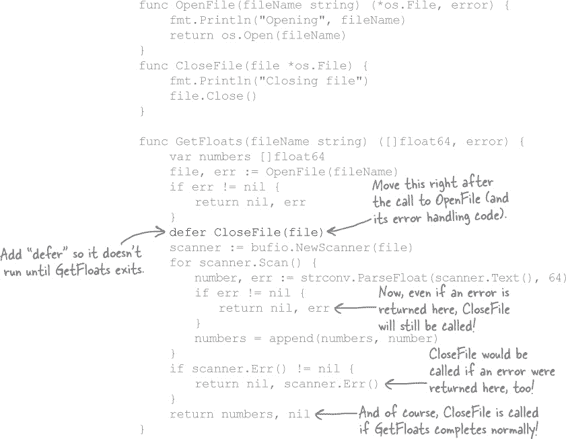 func OpenFile(fileName string) (*os.File, error) {
fmt.Println("Opening", fileName)
return os.Open(fileName)
}
func CloseFile(file *os.File) {
fmt.Println("Closing file")
file.Close()
}
func GetFloats(fileName string) ([]float64, error) {
var numbers []float64
file, err := OpenFile(fileName)
if err != nil {
return nil, err
}
Move this right after
the call to OpenFile (and
its error handling code).
defer CloseFile(file)
Add "defer" so it doesn't
run until GetFloats exits.
scanner := bufio.NewScanner(file)
for scanner.Scan() {
number, err := strconv.ParseFloat(scanner.Text(), 64)
if err != nil {
return nil, err
Now, even if an error is
returned here, CloseFile
will still be called!
}
numbers = append(numbers, number)
}
if scanner.Err() != nil {
return nil, scanner.Err()
CloseFile would be
called if an error were
returned here, too!
}
return numbers, nil
And of course, CloseFile is called
if GetFloats completes normally!
}